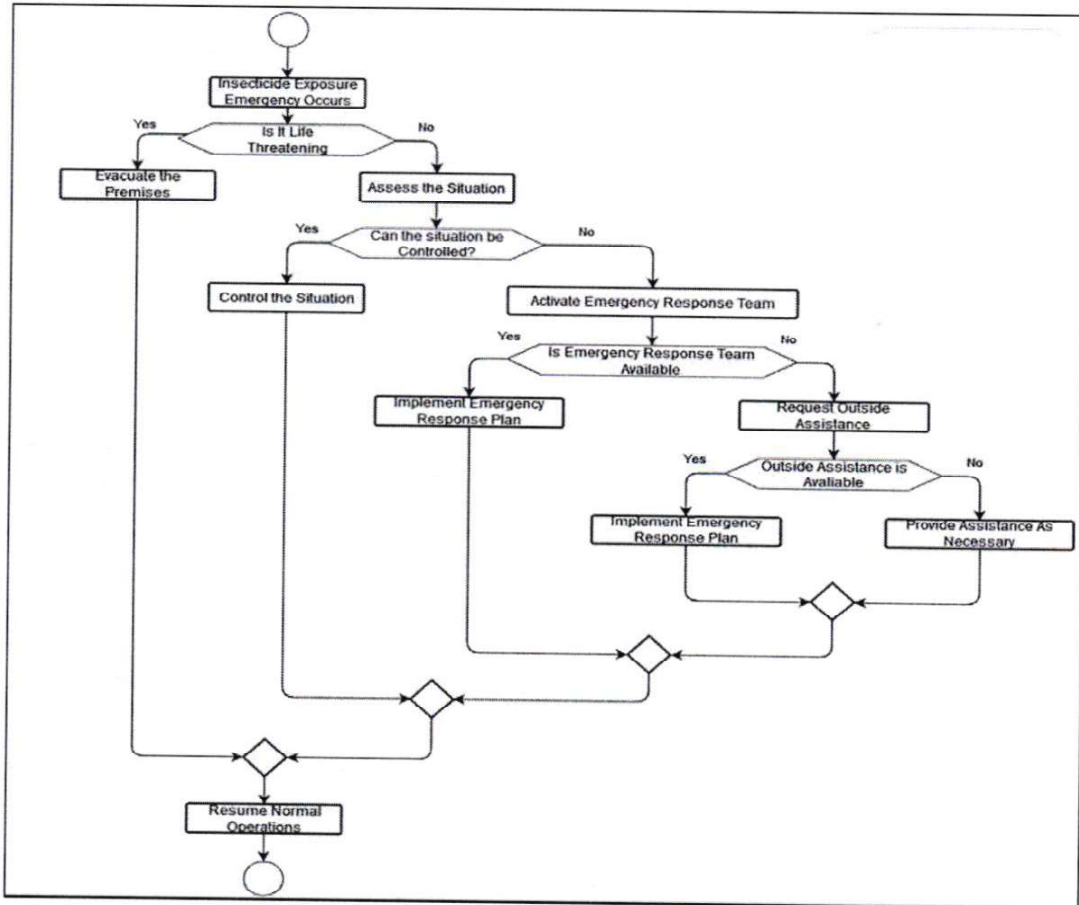 Insecticide Exposure
Emergency Occurs
Yes
Is It Life
Threatening
No
Evacuate the
Premises
Assess the Situation
Yes
Can the situation be
Controlled?
No
Control the Situation
Activate Emergency Response Team
Yes
Is Emergency Response Team
Available
No
Implement Emergency
Response Plan
Request Outside
Assistance
Yes
Outside Assistance is
Avaliable
No
Implement Emergency
Response Plan
Provide Assistance As
Necessary
Resume Normal
Operations